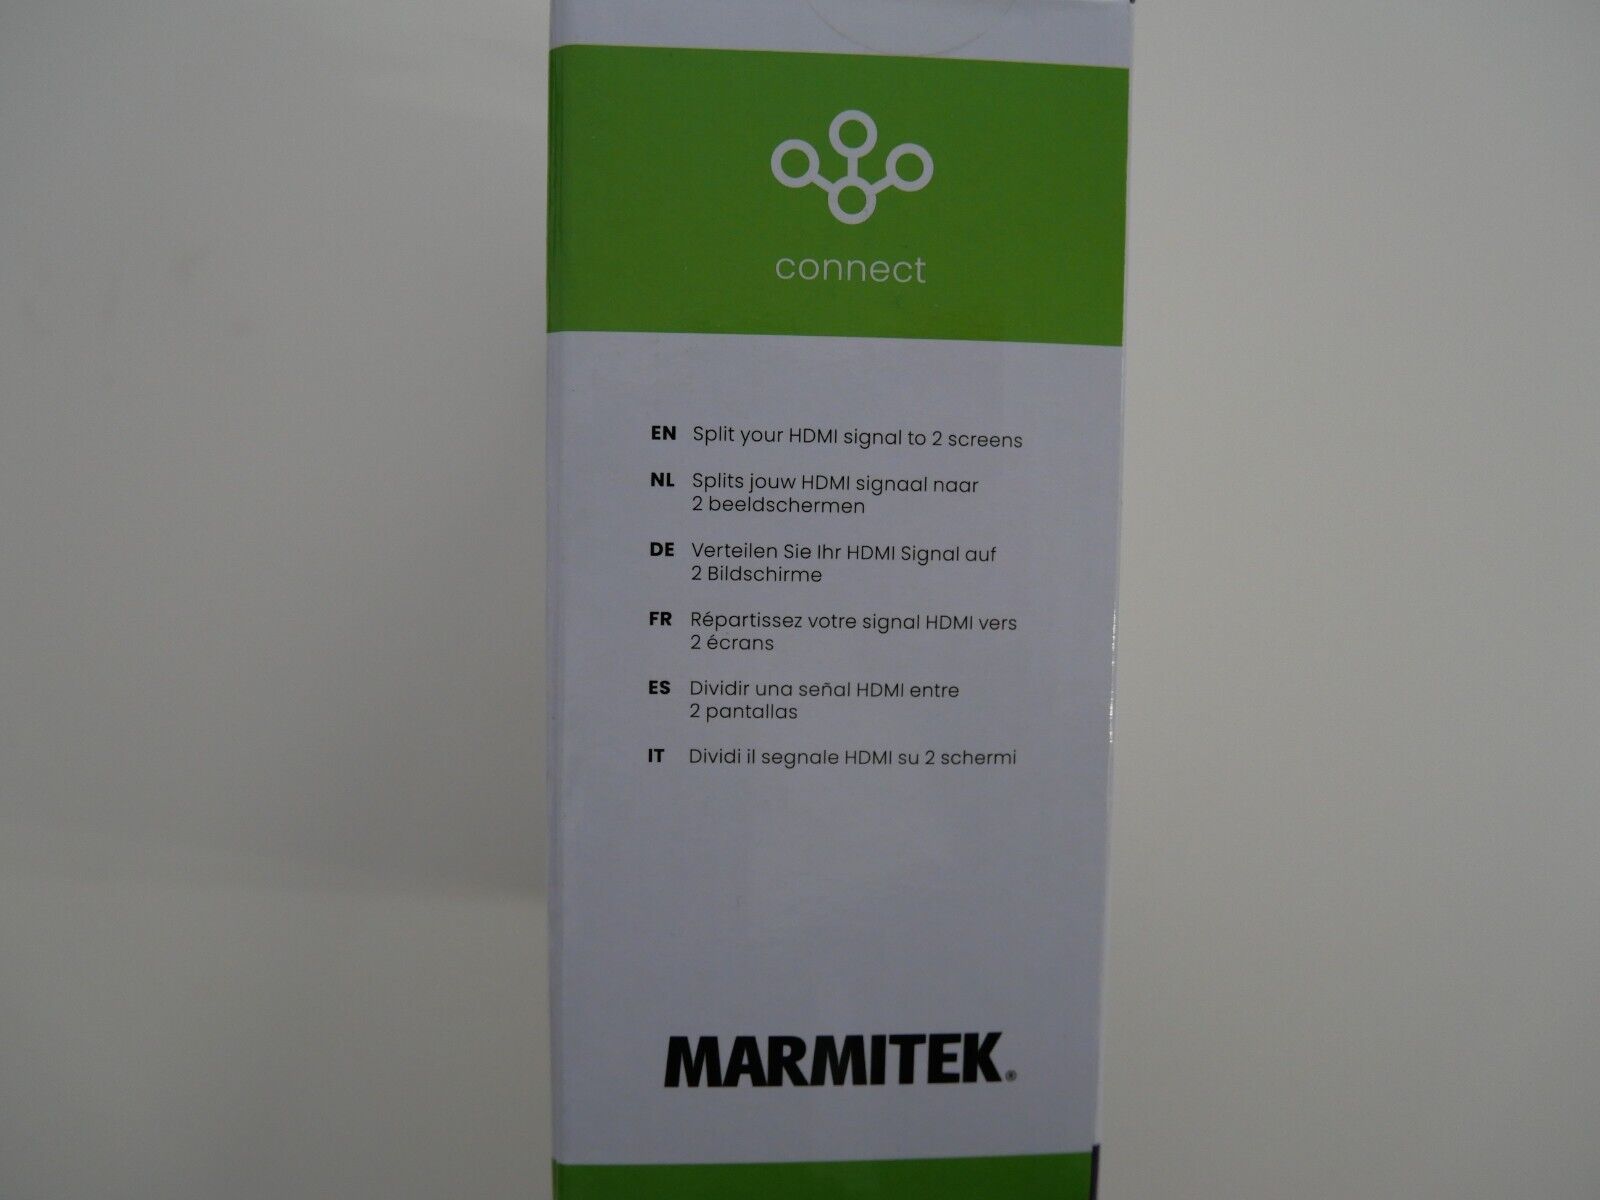 connect
EN Split your HDMI signal to 2 screens
NL Splits jouw HDMI signaal naar
2 beeldschermen
DE Verteilen Sie Ihr HDMI Signal auf
2 Bildschirme
FR Répartissez votre signal HDMI vers
2 écrans
ES Dividir una señal HDMI entre
2 pantallas
IT Dividi il segnale HDMI su 2 schermi
MARMITEK®